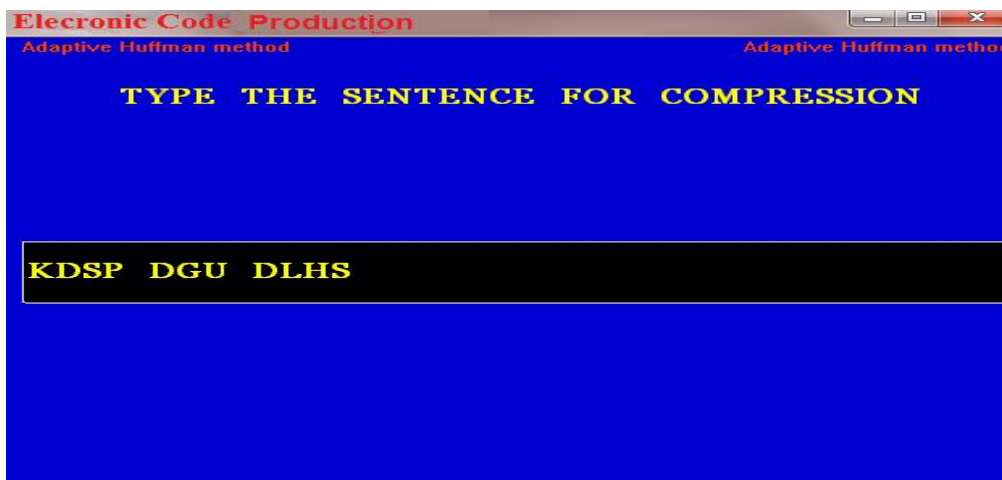 Elecronic Code Production
Adaptive Huffman method Adaptive Huffman metho
TYPE THE SENTENCE FOR COMPRESSION
KDSP DGU DLHS